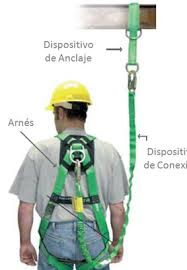 Dispositivo
de Anclaje
Arnés
Dispositi
de Conexi